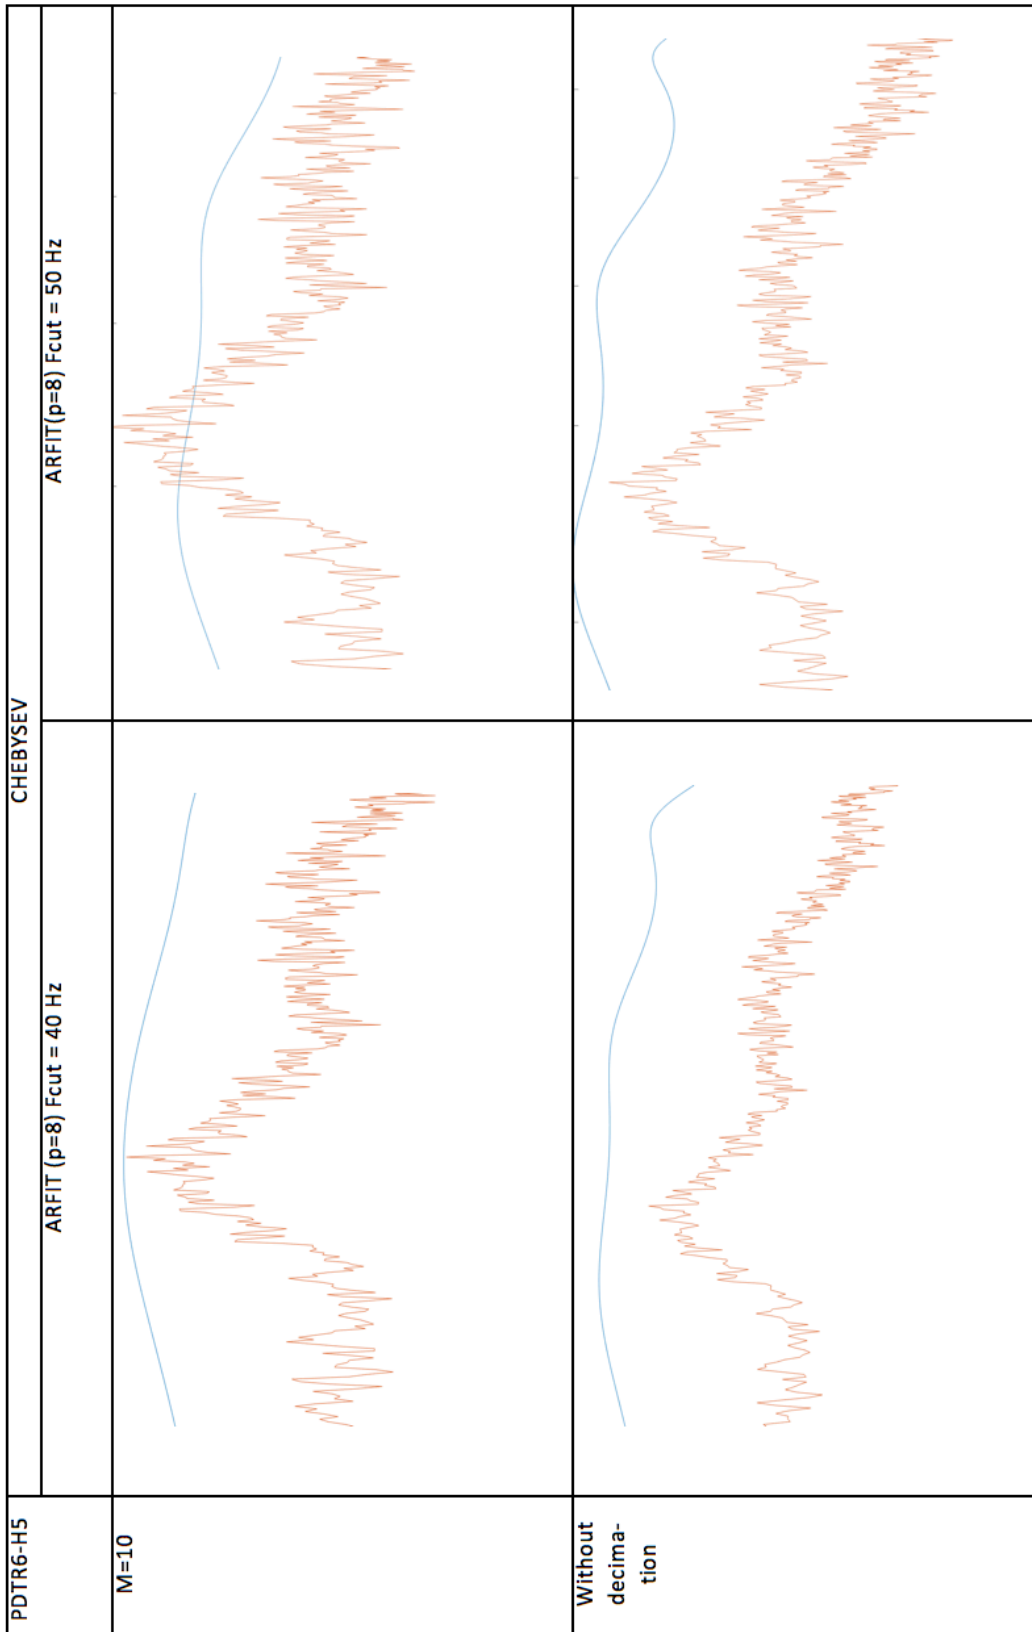 PDTR6-H5
CHEBYSEV
ARFIT (p=8) Fcut = 40 Hz
ARFIT(p=8) Fcut = 50 Hz
M=10
Without
decima-
tion